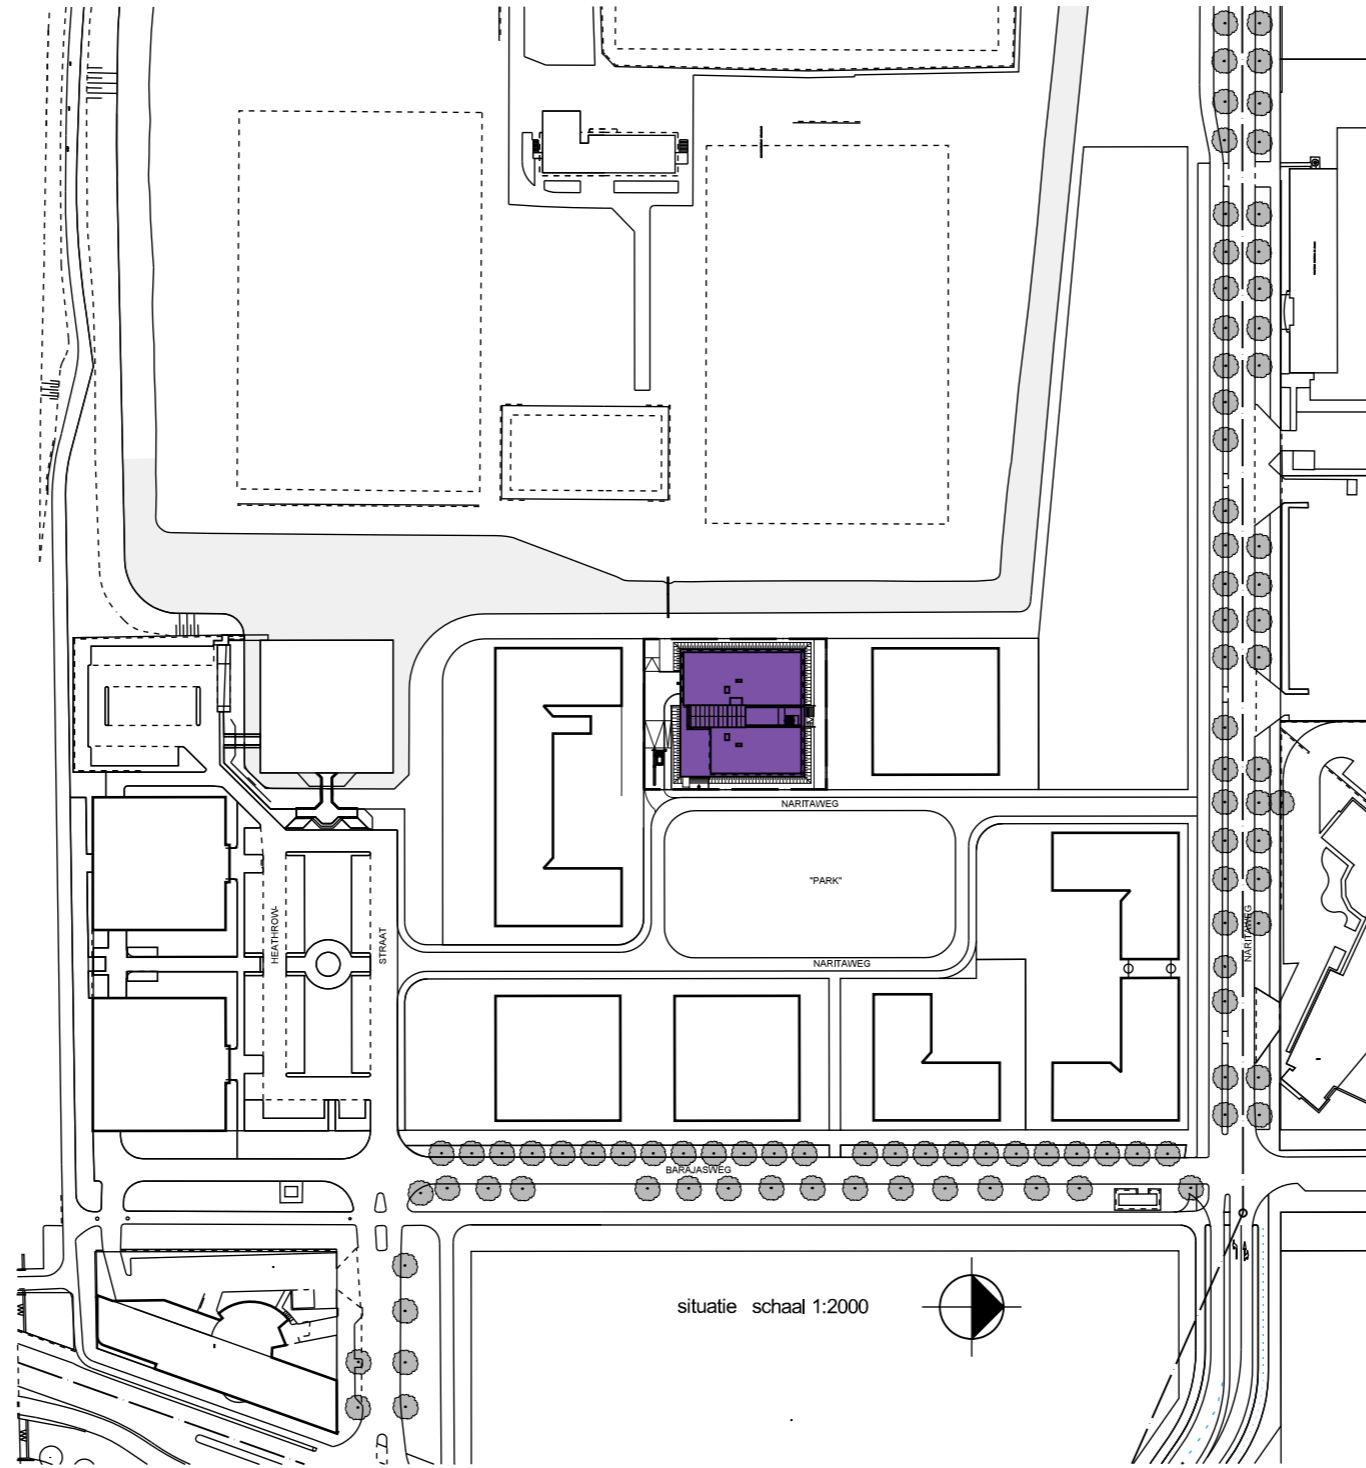 NARITAWEG
"PARK"
HEATHROW-
STRAAT
NARITAWEG
NARITAWEG
BARAJASWEG
situatie schaal 1:2000